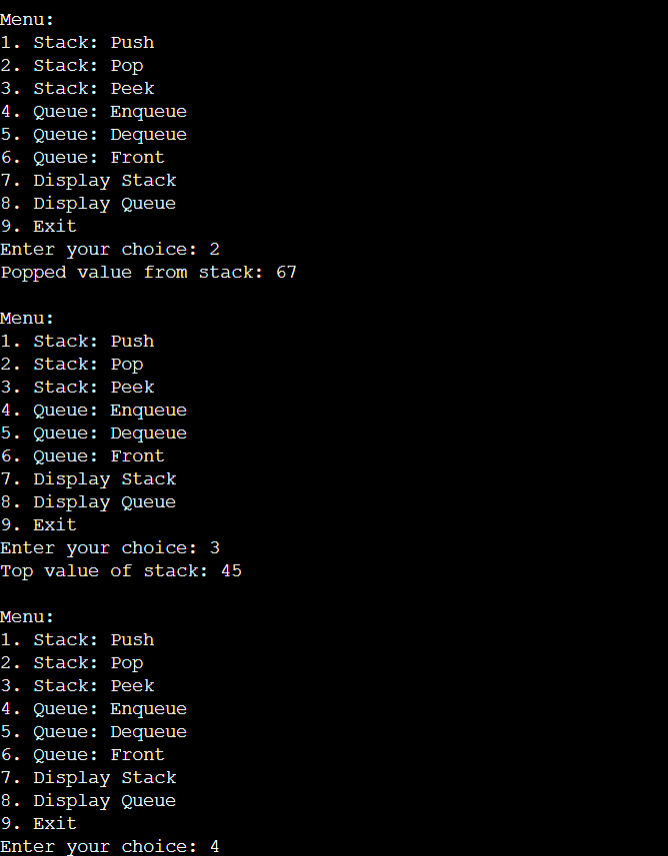 Menu:
1. Stack: Push
2. Stack: Pop
3. Stack: Peek
4. Queue: Enqueue
5. Queue: Dequeue
6. Queue: Front
7. Display Stack
8. Display Queue
9. Exit
Enter your choice: 2
Popped value from stack: 67

Menu:
1. Stack: Push
2. Stack: Pop
3. Stack: Peek
4. Queue: Enqueue
5. Queue: Dequeue
6. Queue: Front
7. Display Stack
8. Display Queue
9. Exit
Enter your choice: 3
Top value of stack: 45

Menu:
1. Stack: Push
2. Stack: Pop
3. Stack: Peek
4. Queue: Enqueue
5. Queue: Dequeue
6. Queue: Front
7. Display Stack
8. Display Queue
9. Exit
Enter your choice: 4